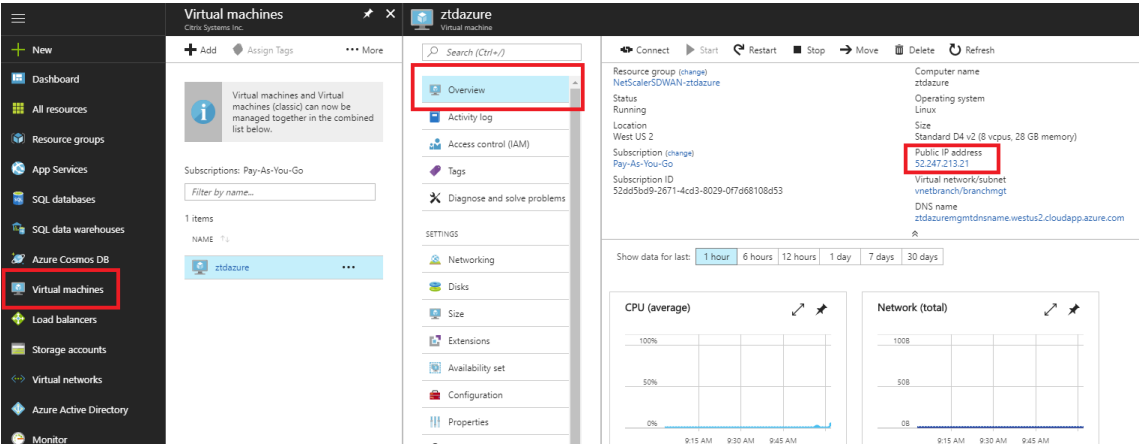 New
Dashboard
All resources
Resource groups
App Services
SQL databases
SQL data warehouses
Azure Cosmos DB
Virtual machines
Load balancers
Storage accounts
Virtual networks
Azure Active Directory
Monitor
Virtual machines
Citrix Systems Inc.
Add
Assign Tags
More
Virtual machines and Virtual
machines (classic) can now be
managed together in the combined
list below.
Subscriptions: Pay-As-You-Go
Filter by name...
1 items
NAME
ztdazure
ztdazure
Virtual machine
Search (Ctrl+/)
Overview
Activity log
Access control (IAM)
Tags
Diagnose and solve problems
SETTINGS
Networking
Disks
Size
Extensions
Availability set
Configuration
Properties
Connect
Start
Restart
Stop
Move
Delete
Refresh
Resource group (change)
NetScalerSDWAN-ztdazure
Status
Running
Location
West US 2
Subscription (change)
Pay-As-You-Go
Subscription ID
52dd5bd9-2671-4cd3-8029-0f7d68108d53
Computer name
ztdazure
Operating system
Linux
Size
Standard D4 v2 (8 vcpus, 28 GB memory)
Public IP address
52.247.213.21
Virtual network/subnet
vnetbranch/branchmgt
DNS name
ztdazuremgmtdnsname.westus2.cloudapp.azure.com
Show data for last:
1 hour
6 hours
12 hours
1 day
7 days
30 days
CPU (average)
100%
50%
0%
9:15 AM
9:30 AM
9:45 AM
Network (total)
100B
50B
0B
9:15 AM
9:30 AM
9:45 AM